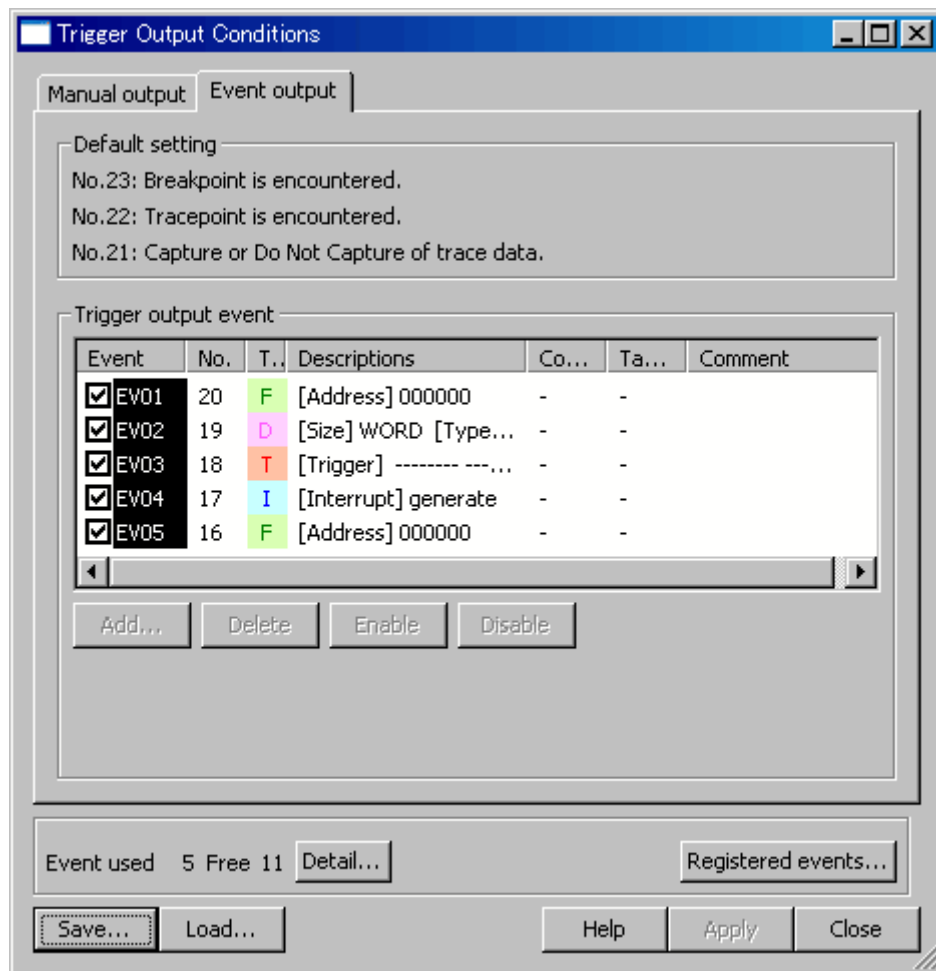 Trigger Output Conditions
Manual output Event output
Default setting
No.23: Breakpoint is encountered.
No.22: Tracepoint is encountered.
No.21: Capture or Do Not Capture of trace data.
Trigger output event
Event No. T.. Descriptions Co... Ta... Comment
EV01 20 F [Address] 000000 - -
EV02 19 D [Size] WORD [Type... - -
EV03 18 T [Trigger] -------- ---... - -
EV04 17 I [Interrupt] generate - -
EV05 16 F [Address] 000000 - -
Add... Delete Enable Disable
Event used 5 Free 11 Detail... Registered events...
Save... Load... Help Apply Close